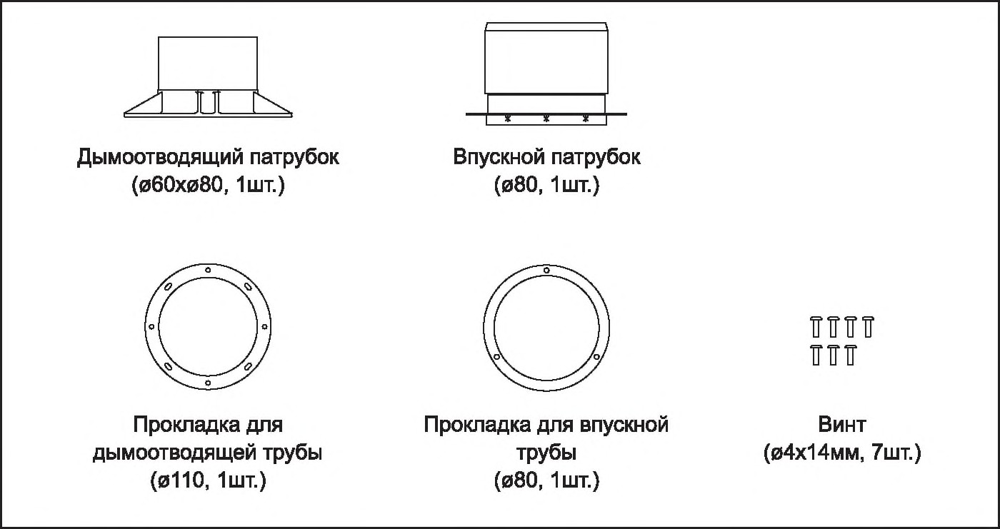 Дымоотводящий патрубок
(ø60xø80, 1шт.)
Впускной патрубок
(ø80, 1шт.)
Прокладка для
дымоотводящей трубы
(ø110, 1шт.)
Прокладка для впускной
трубы
(ø80, 1шт.)
Винт
(ø4x14мм, 7шт.)